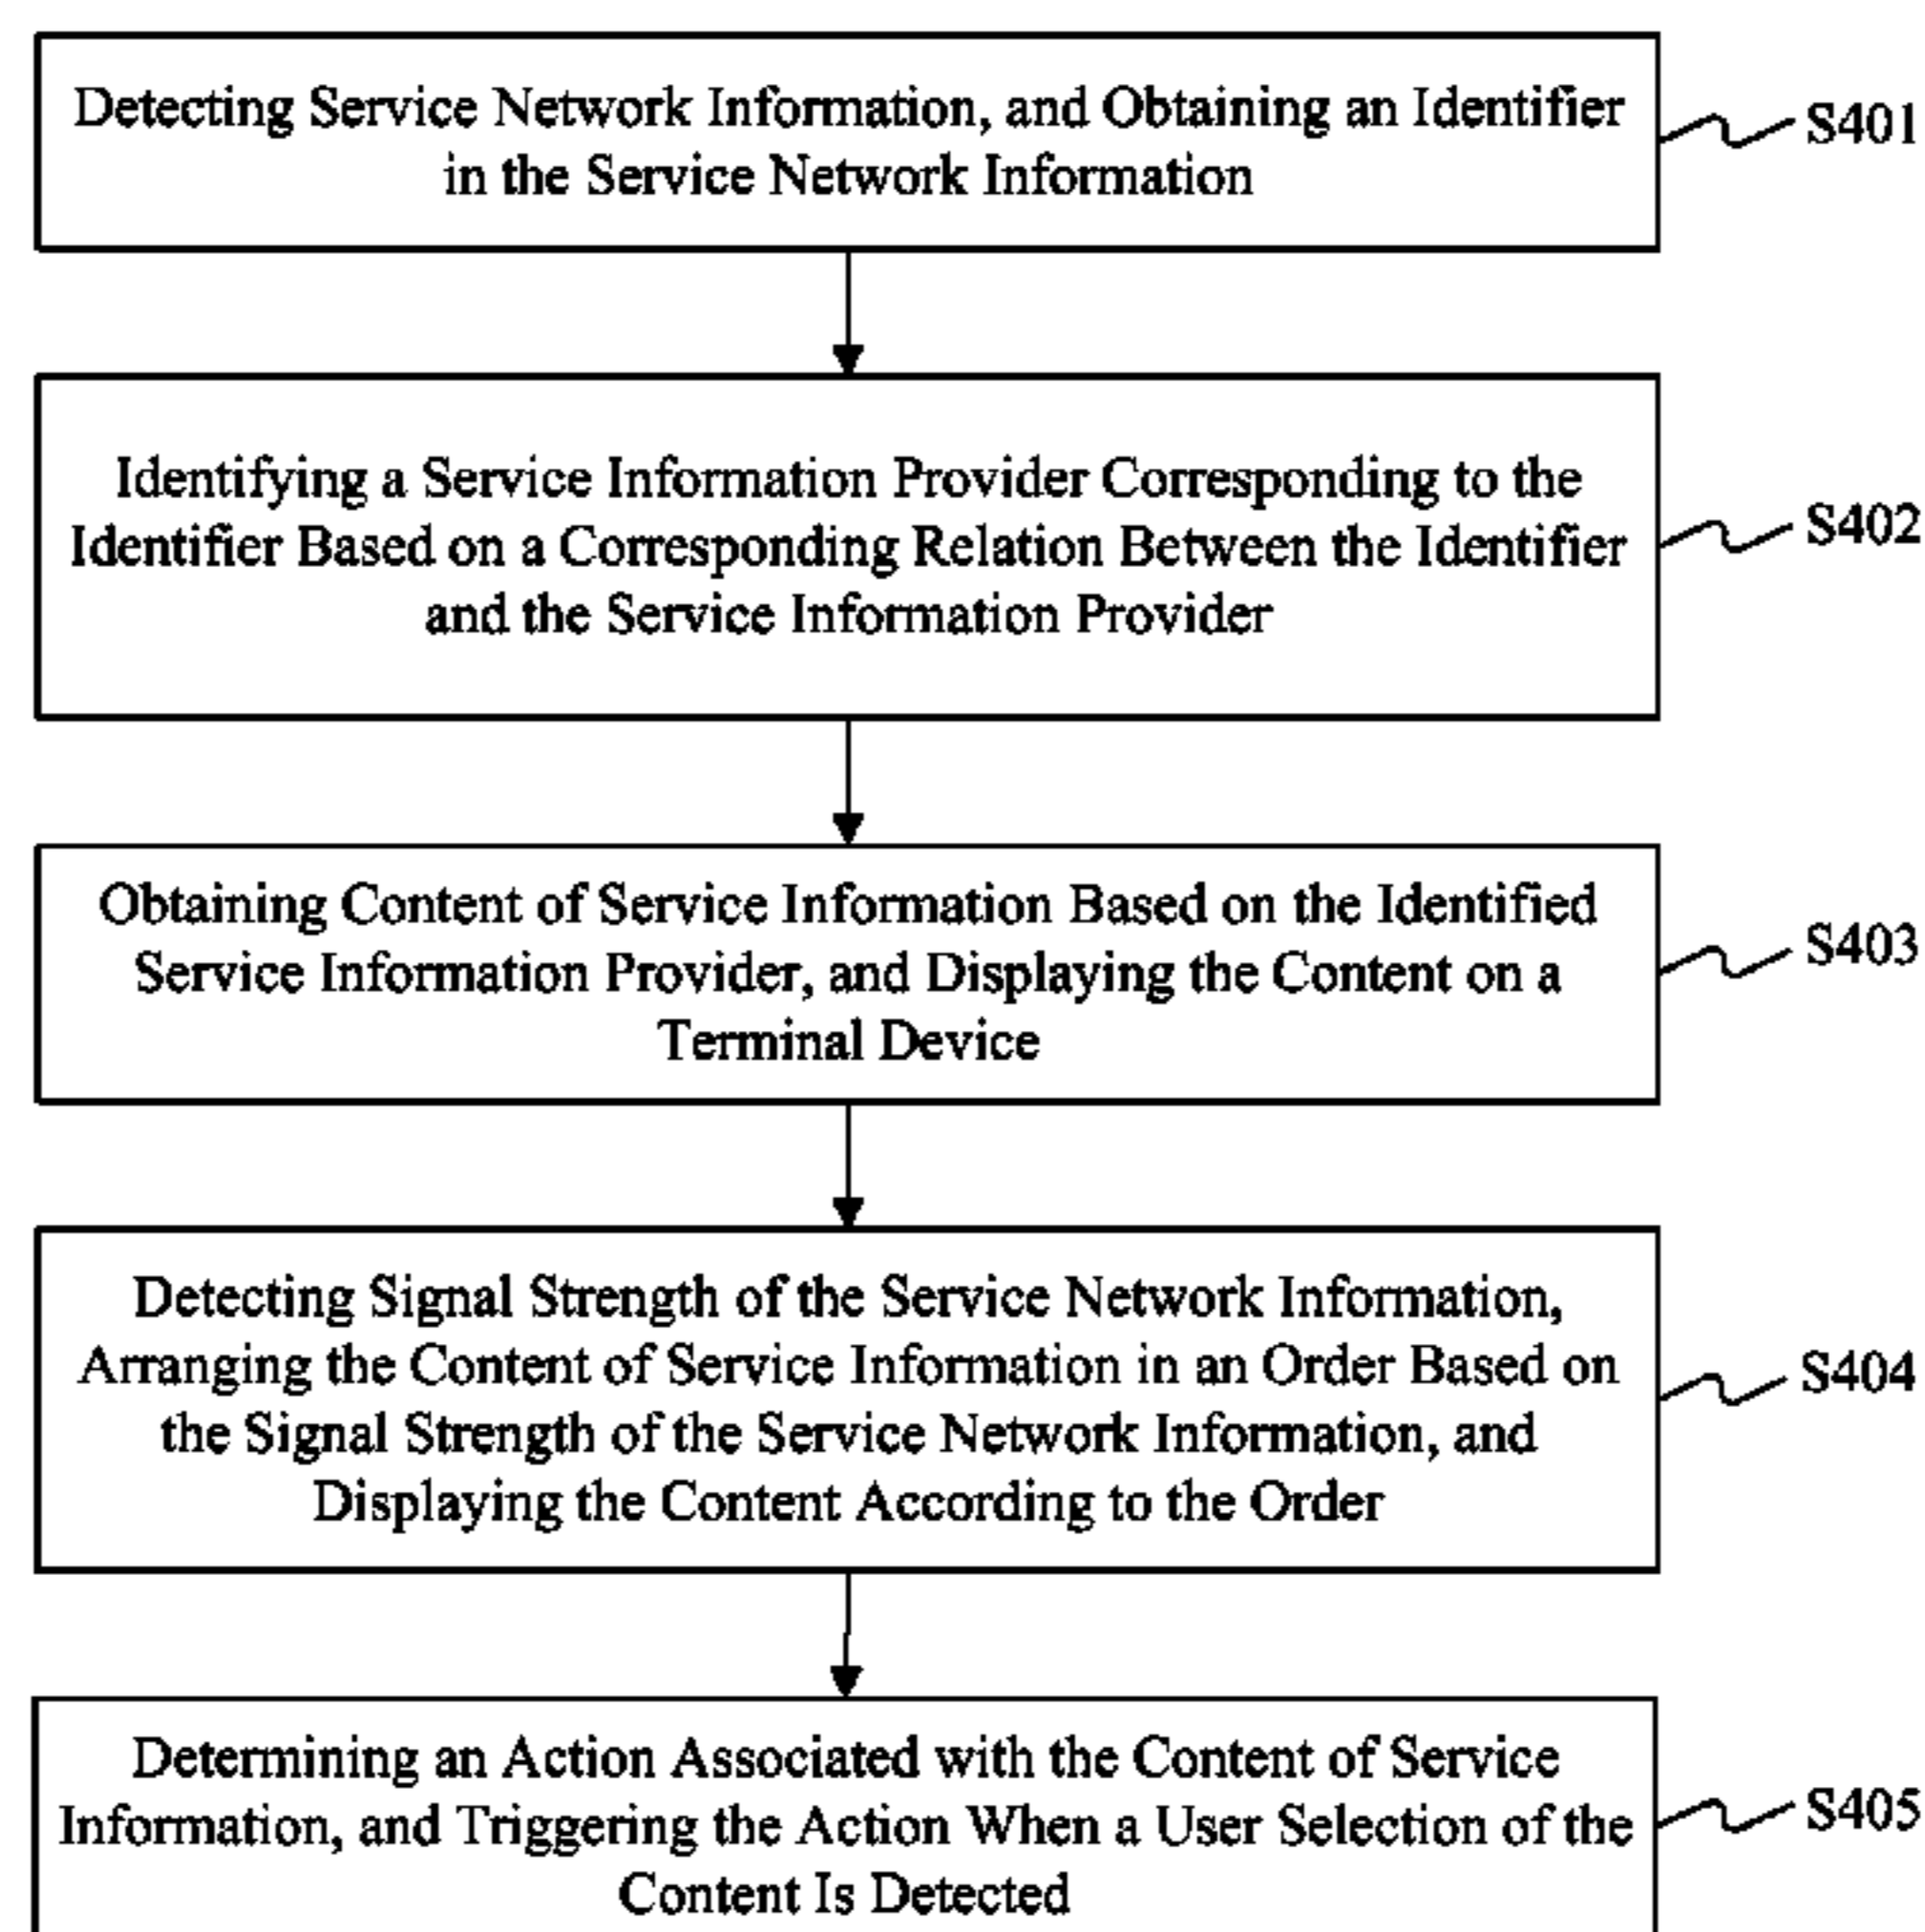 Detecting Service Network Information, and Obtaining an Identifier
in the Service Network Information
S401
Identifying a Service Information Provider Corresponding to the
Identifier Based on a Corresponding Relation Between the Identifier
and the Service Information Provider
S402
Obtaining Content of Service Information Based on the Identified
Service Information Provider, and Displaying the Content on a
Terminal Device
S403
Detecting Signal Strength of the Service Network Information,
Arranging the Content of Service Information in an Order Based on
the Signal Strength of the Service Network Information, and
Displaying the Content According to the Order
S404
Determining an Action Associated with the Content of Service
Information, and Triggering the Action When a User Selection of the
Content Is Detected
S405